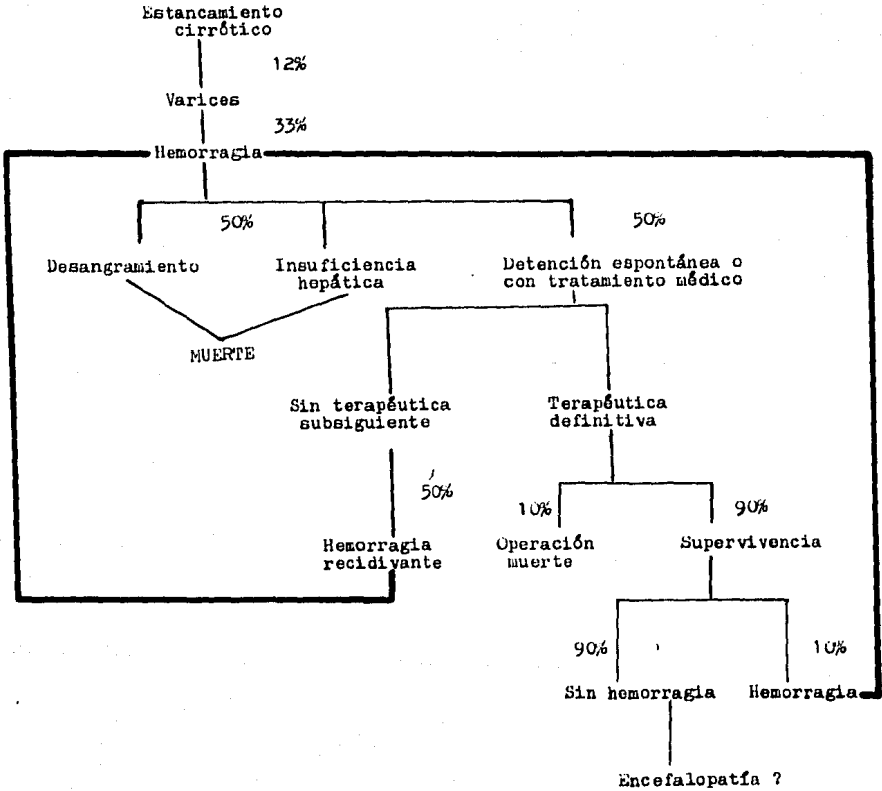 Estancamiento
cirrótico
12%
Varices
33%
Hemorragia
50%
50%
Desangramiento
Insuficiencia
hepática
Detención espontánea o
con tratamiento médico
MUERTE
Sin terapéutica
subsiguiente
Terapéutica
definitiva
50%
10%
90%
Hemorragia
recidivante
Operación
muerte
Supervivencia
90%
10%
Sin hemorragia
Hemorragia
Encefalopatía ?